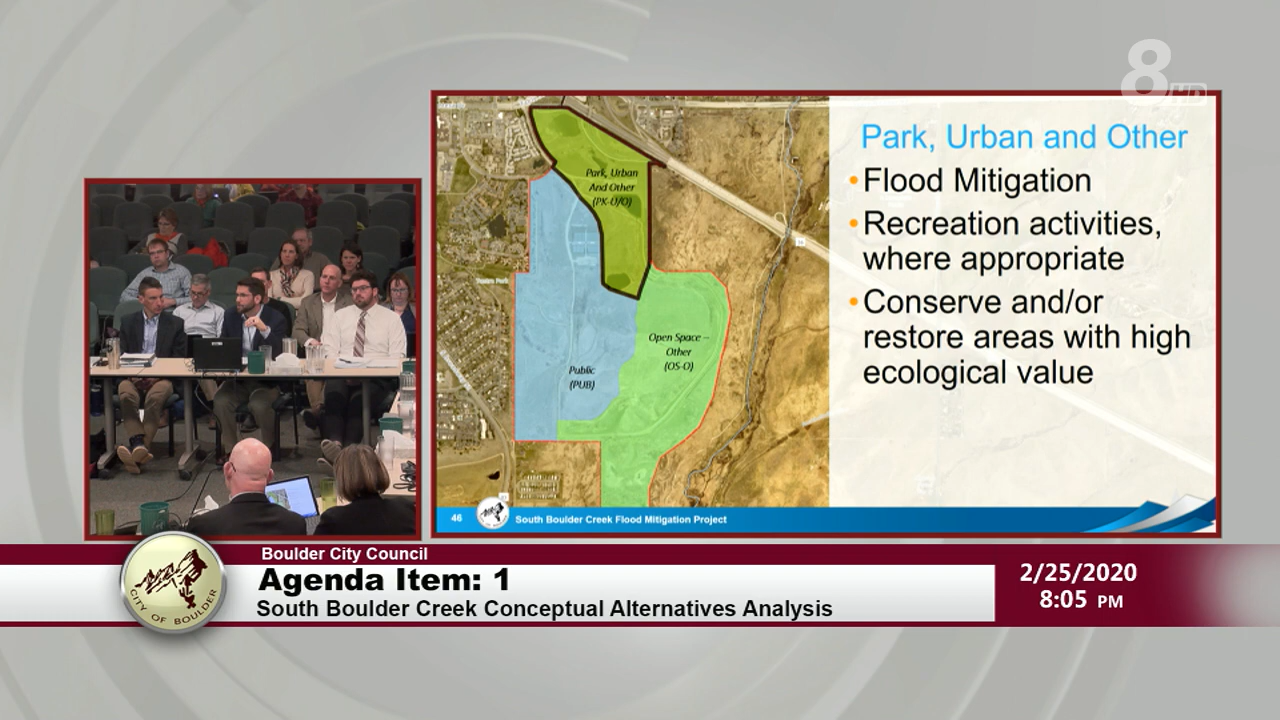 8
HD
Park, Urban and Other
•Flood Mitigation
•Recreation activities,
where appropriate
•Conserve and/or
restore areas with high
ecological value
Park, Urban
And Other
(PK-U/O)
Open Space –
Other
(OS-O)
Public
(PUB)
46
South Boulder Creek Flood Mitigation Project
Boulder City Council
Agenda Item: 1
South Boulder Creek Conceptual Alternatives Analysis
CITY OF BOULDER
2/25/2020
8:05 PM